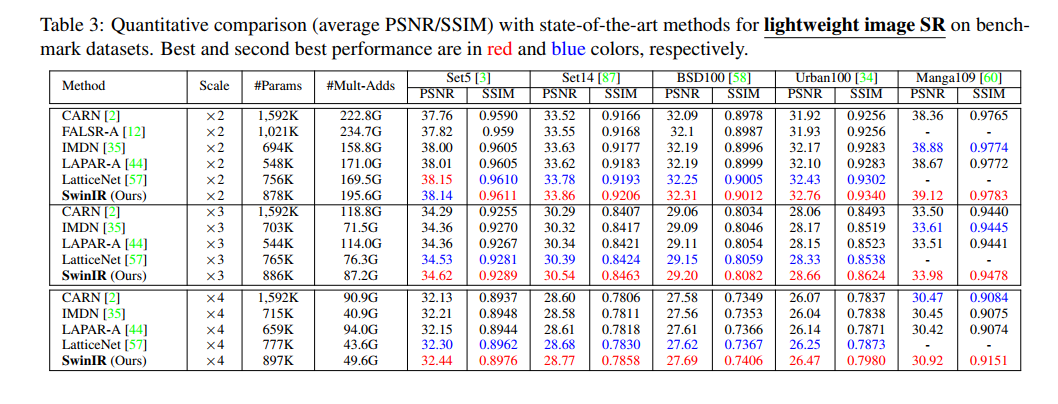 Table 3: Quantitative comparison (average PSNR/SSIM) with state-of-the-art methods for lightweight image SR on bench-
mark datasets. Best and second best performance are in red and blue colors, respectively.
Method Scale #Params #Mult-Adds Set5 [3] Set14 [87] BSD100 [58] Urban100 [34] Manga109 [60]
PSNR SSIM PSNR SSIM PSNR SSIM PSNR SSIM PSNR SSIM
CARN [2] ×2 1,592K 222.8G 37.76 0.9590 33.52 0.9166 32.09 0.8978 31.92 0.9256 38.36 0.9765
FALSR-A [12] ×2 1,021K 234.7G 37.82 0.959 33.55 0.9168 32.1 0.8987 31.93 0.9256 - -
IMDN [35] ×2 694K 158.8G 38.00 0.9605 33.63 0.9177 32.19 0.8996 32.17 0.9283 38.88 0.9774
LAPAR-A [44] ×2 548K 171.0G 38.01 0.9605 33.62 0.9183 32.19 0.8999 32.10 0.9283 38.67 0.9772
LatticeNet [57] ×2 756K 169.5G 38.15 0.9610 33.78 0.9193 32.25 0.9005 32.43 0.9302 - -
SwinIR (Ours) ×2 878K 195.6G 38.14 0.9611 33.86 0.9206 32.31 0.9012 32.76 0.9340 39.12 0.9783
CARN [2] ×3 1,592K 118.8G 34.29 0.9255 30.29 0.8407 29.06 0.8034 28.06 0.8493 33.50 0.9440
IMDN [35] ×3 703K 71.5G 34.36 0.9270 30.32 0.8417 29.09 0.8046 28.17 0.8519 33.61 0.9445
LAPAR-A [44] ×3 544K 114.0G 34.36 0.9267 30.34 0.8421 29.11 0.8054 28.15 0.8523 33.51 0.9441
LatticeNet [57] ×3 765K 76.3G 34.53 0.9281 30.39 0.8424 29.15 0.8059 28.33 0.8538 - -
SwinIR (Ours) ×3 886K 87.2G 34.62 0.9289 30.54 0.8463 29.20 0.8082 28.66 0.8624 33.98 0.9478
CARN [2] ×4 1,592K 90.9G 32.13 0.8937 28.60 0.7806 27.58 0.7349 26.07 0.7837 30.47 0.9084
IMDN [35] ×4 715K 40.9G 32.21 0.8948 28.58 0.7811 27.56 0.7353 26.04 0.7838 30.45 0.9075
LAPAR-A [44] ×4 659K 94.0G 32.15 0.8944 28.61 0.7818 27.61 0.7366 26.14 0.7871 30.42 0.9074
LatticeNet [57] ×4 777K 43.6G 32.30 0.8962 28.68 0.7830 27.62 0.7367 26.25 0.7873 - -
SwinIR (Ours) ×4 897K 49.6G 32.44 0.8976 28.77 0.7858 27.69 0.7406 26.47 0.7980 30.92 0.9151